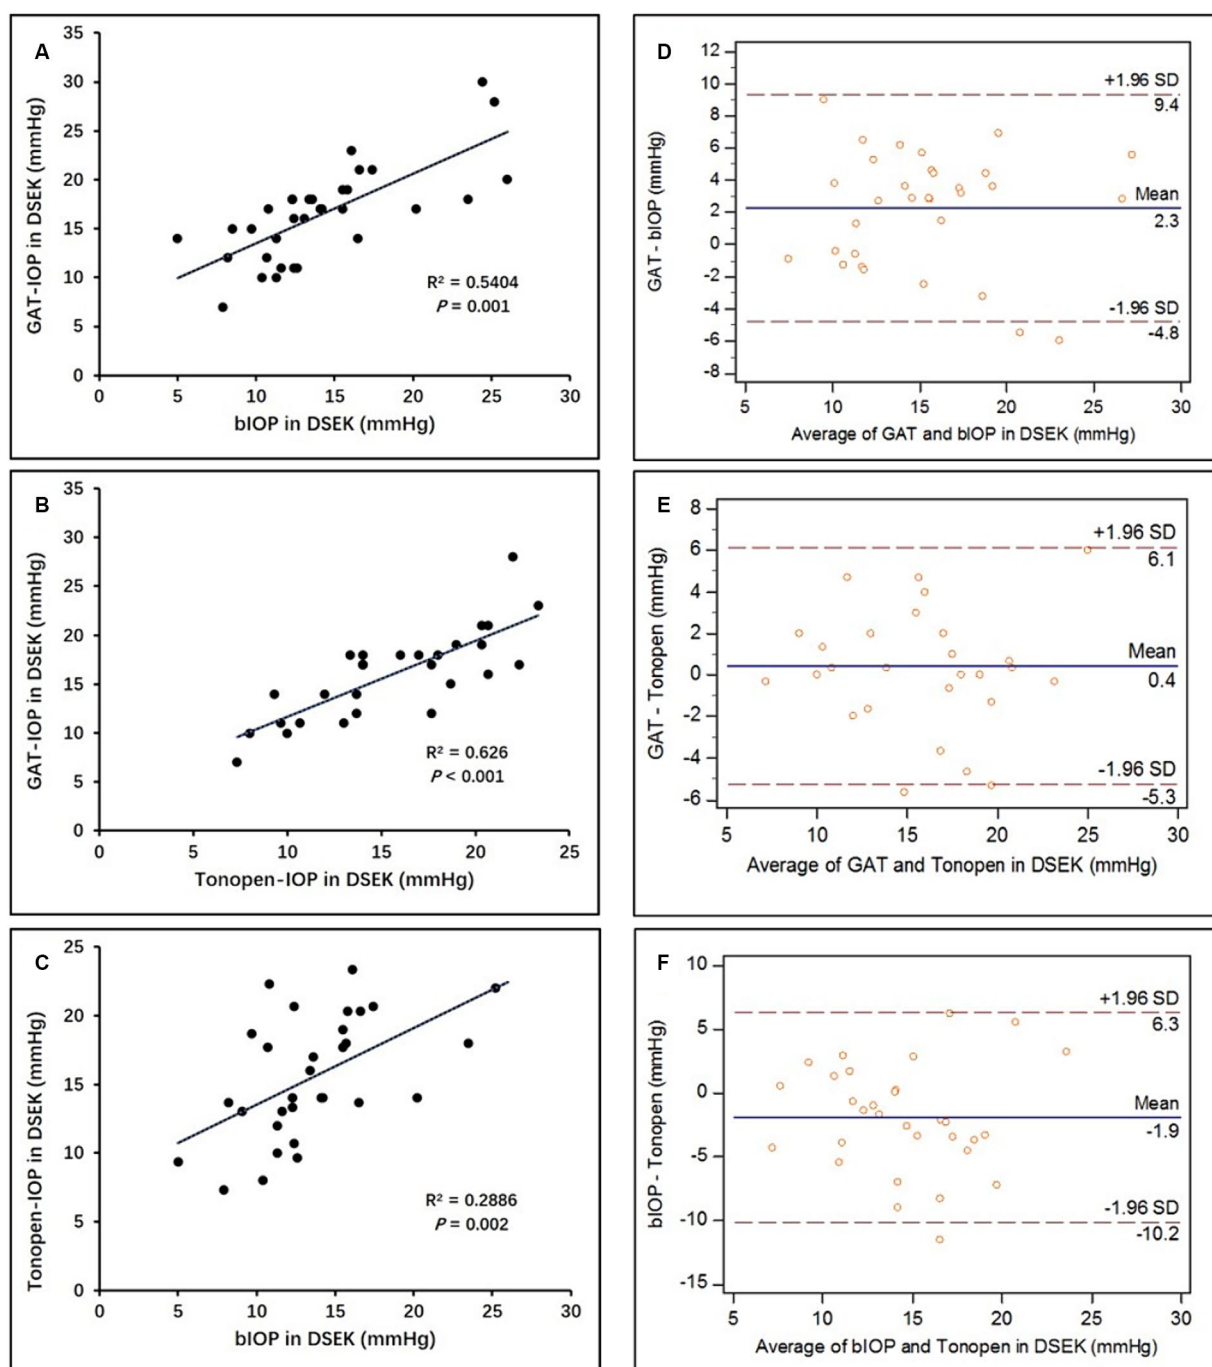 A
35
30
25
20
15
10
5
0
GAT-IOP in DSEK (mmHg)
R² = 0.5404
P = 0.001
0 5 10 15 20 25 30
bIOP in DSEK (mmHg)
D
12
10
8
6
4
2
0
-2
-4
-6
-8
GAT - bIOP (mmHg)
+1.96 SD
9.4
Mean
2.3
-1.96 SD
-4.8
5 10 15 20 25 30
Average of GAT and bIOP in DSEK (mmHg)
B
35
30
25
20
15
10
5
0
GAT-IOP in DSEK (mmHg)
R² = 0.626
P < 0.001
0 5 10 15 20 25
Tonopen-IOP in DSEK (mmHg)
E
8
6
4
2
0
-2
-4
-6
GAT - Tonopen (mmHg)
+1.96 SD
6.1
Mean
0.4
-1.96 SD
-5.3
5 10 15 20 25 30
Average of GAT and Tonopen in DSEK (mmHg)
C
25
20
15
10
5
0
Tonopen-IOP in DSEK (mmHg)
R² = 0.2886
P = 0.002
0 5 10 15 20 25 30
bIOP in DSEK (mmHg)
F
10
5
0
-5
-10
-15
bIOP - Tonopen (mmHg)
+1.96 SD
6.3
Mean
-1.9
-1.96 SD
-10.2
5 10 15 20 25 30
Average of bIOP and Tonopen in DSEK (mmHg)